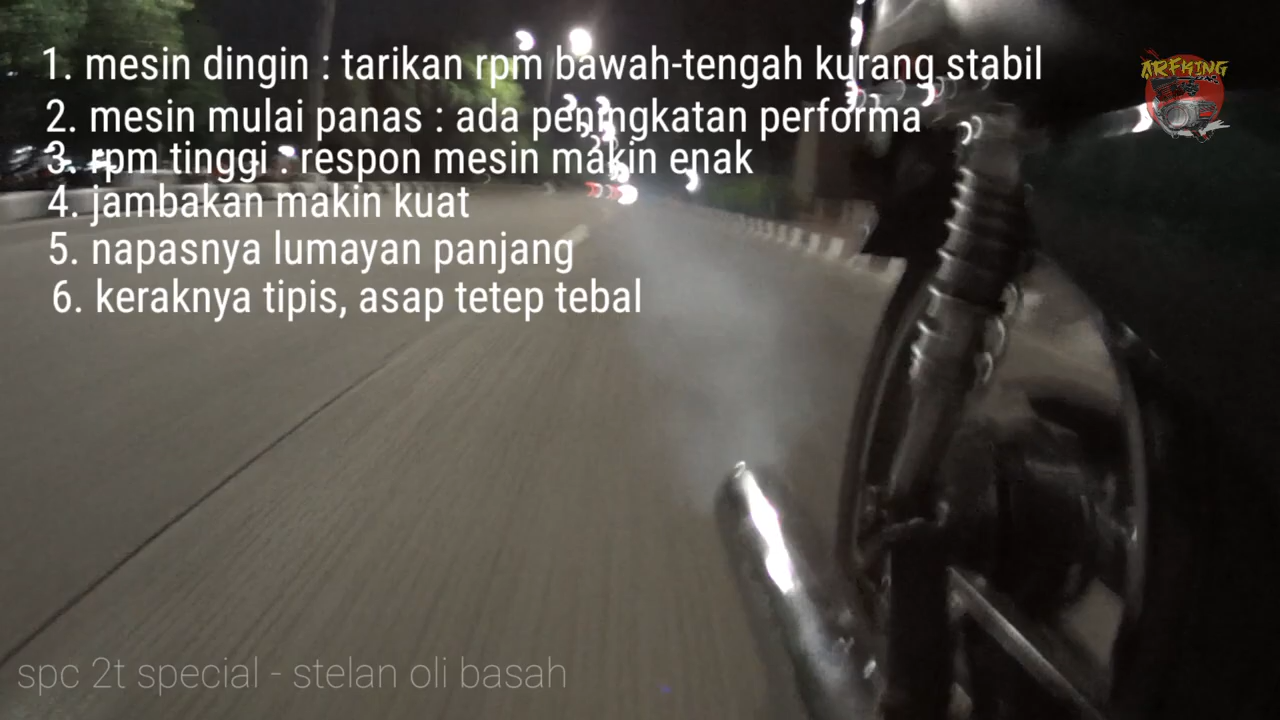 1. mesin dingin : tarikan rpm bawah-tengah kurang stabil
2. mesin mulai panas : ada peningkatan performa
3. rpm tinggi : respon mesin makin enak
4. jambakan makin kuat
5. napasnya lumayan panjang
6. keraknya tipis, asap tetep tebal
ARFKING
spc 2t special - stelan oli basah